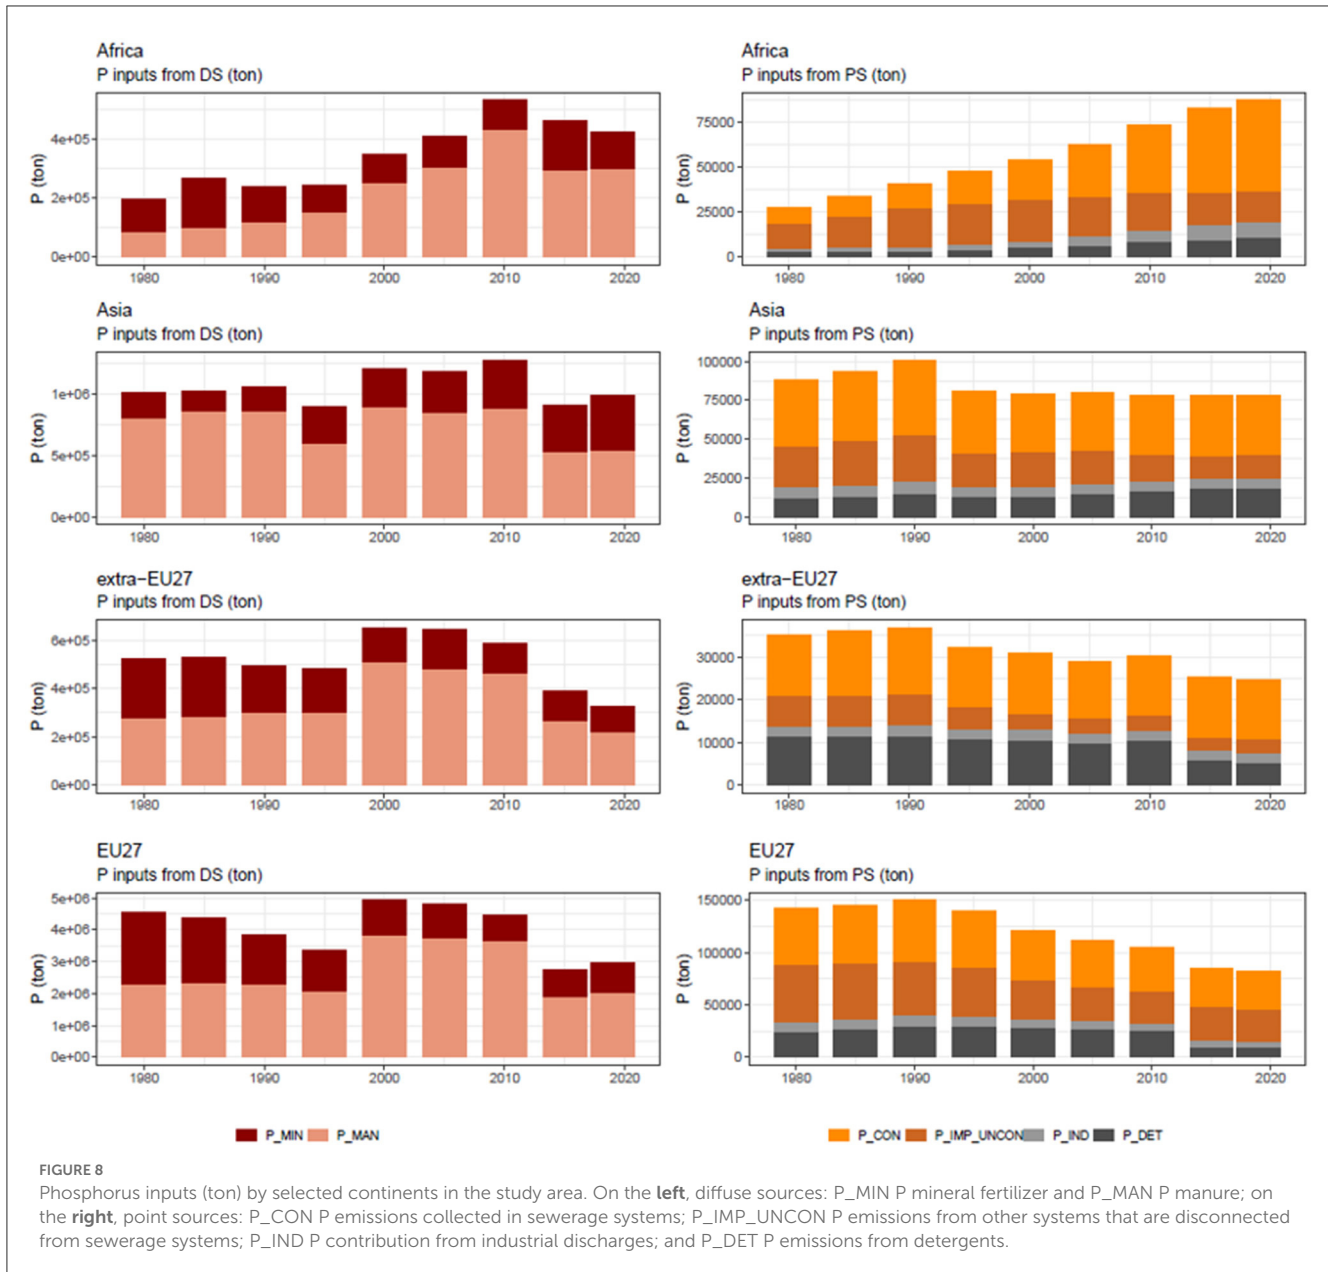 Africa
P inputs from DS (ton)
P (ton)
4e+05
2e+05
0e+00
1980
1990
2000
2010
2020
Africa
P inputs from PS (ton)
P (ton)
75000
50000
25000
0
1980
1990
2000
2010
2020
Asia
P inputs from DS (ton)
P (ton)
1e+06
5e+05
0e+00
1980
1990
2000
2010
2020
Asia
P inputs from PS (ton)
P (ton)
100000
75000
50000
25000
0
1980
1990
2000
2010
2020
extra-EU27
P inputs from DS (ton)
P (ton)
6e+05
4e+05
2e+05
0e+00
1980
1990
2000
2010
2020
extra-EU27
P inputs from PS (ton)
P (ton)
30000
20000
10000
0
1980
1990
2000
2010
2020
EU27
P inputs from DS (ton)
P (ton)
5e+06
4e+06
3e+06
2e+06
1e+06
0e+00
1980
1990
2000
2010
2020
EU27
P inputs from PS (ton)
P (ton)
150000
100000
50000
0
1980
1990
2000
2010
2020
P_MIN P_MAN
P_CON P_IMP_UNCON P_IND P_DET
FIGURE 8
Phosphorus inputs (ton) by selected continents in the study area. On the left, diffuse sources: P_MIN P mineral fertilizer and P_MAN P manure; on
the right, point sources: P_CON P emissions collected in sewerage systems; P_IMP_UNCON P emissions from other systems that are disconnected
from sewerage systems; P_IND P contribution from industrial discharges; and P_DET P emissions from detergents.